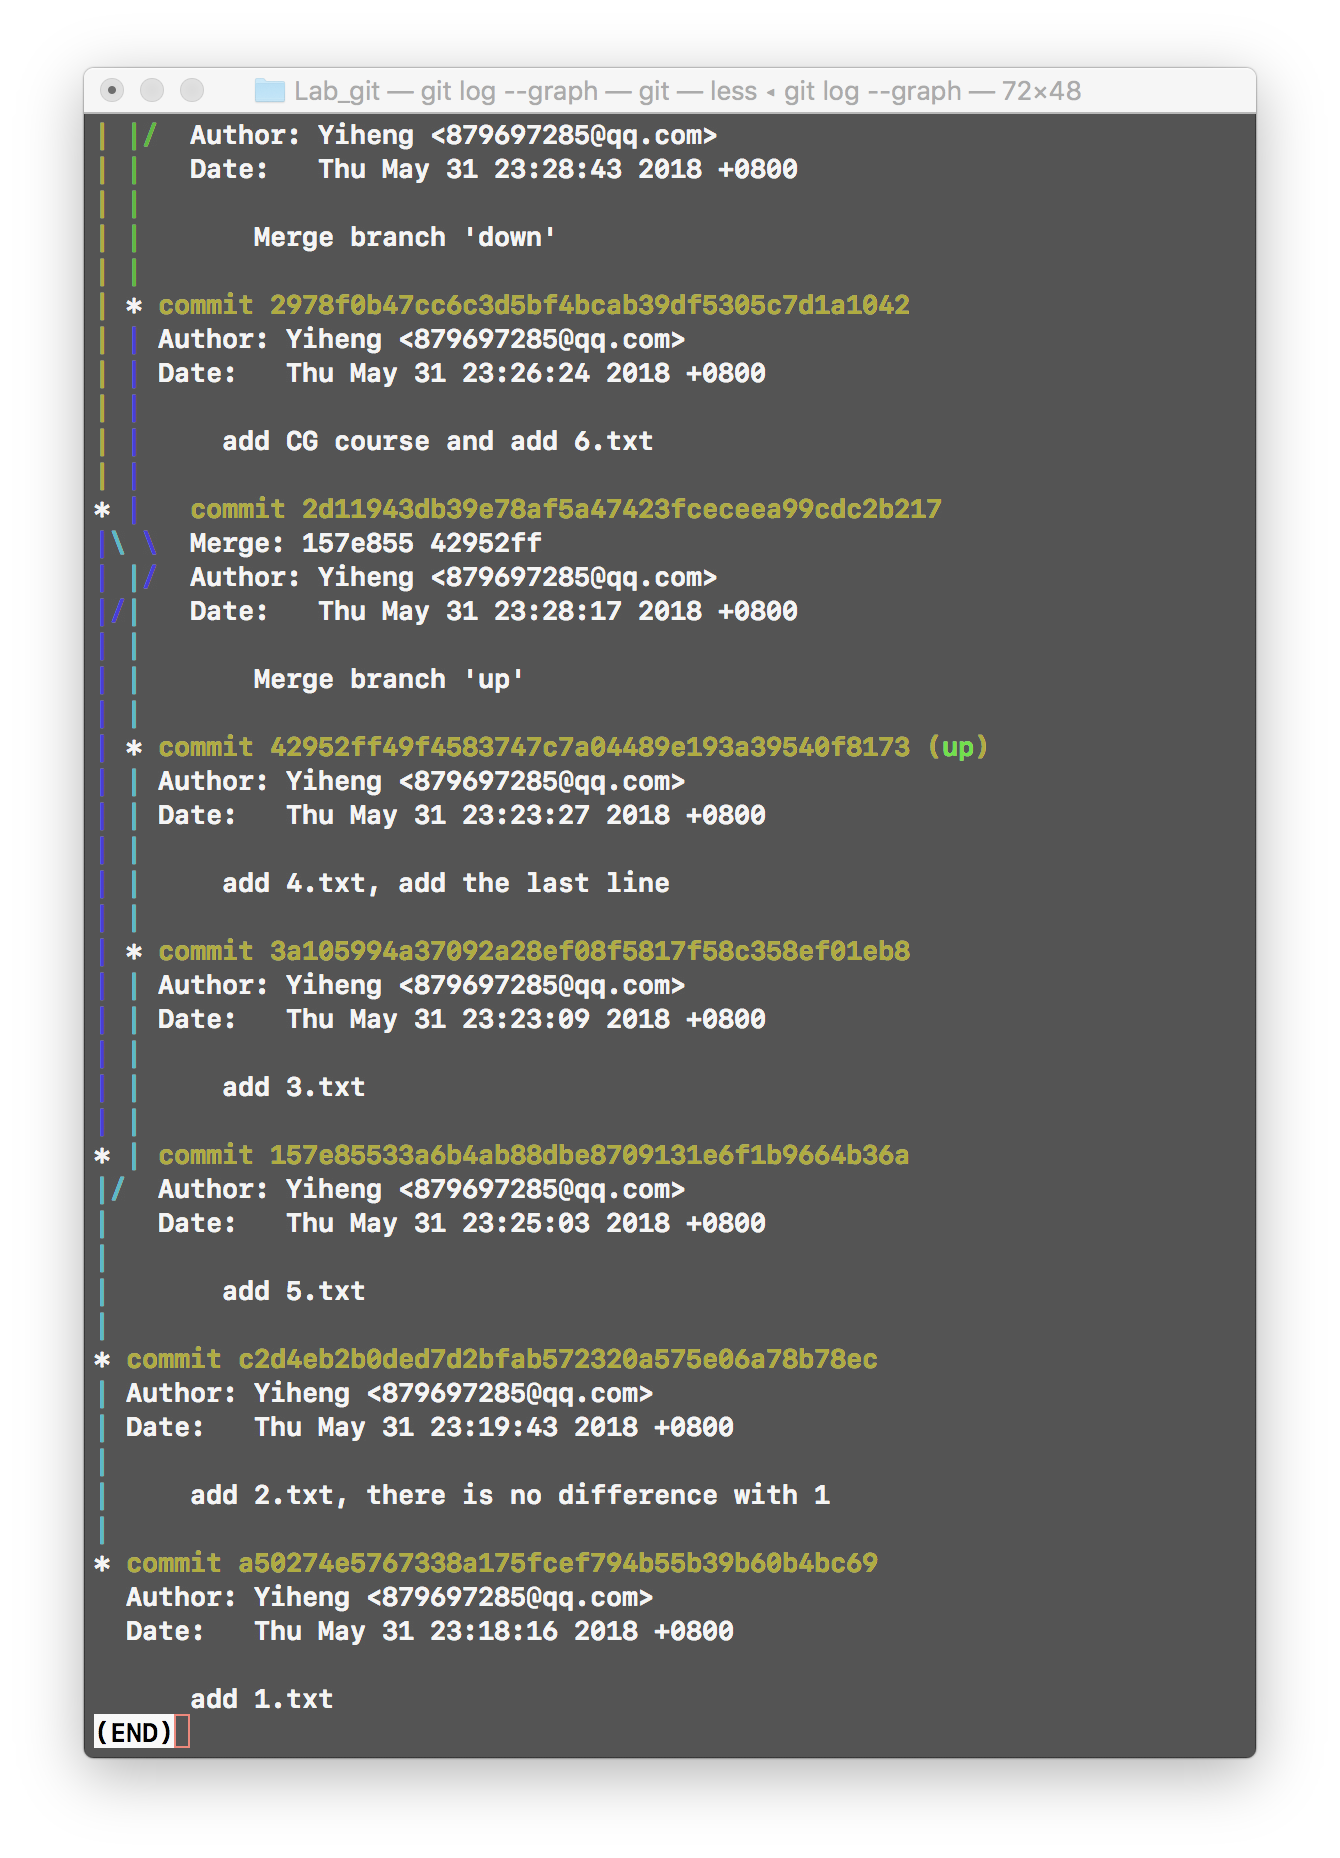 Lab_git — git log --graph — git — less ◂ git log --graph — 72×48
| |/  Author: Yiheng <879697285@qq.com>
| |   Date:   Thu May 31 23:28:43 2018 +0800
| |
| |       Merge branch 'down'
| |
| * commit 2978f0b47cc6c3d5bf4bcab39df5305c7d1a1042
| | Author: Yiheng <879697285@qq.com>
| | Date:   Thu May 31 23:26:24 2018 +0800
| |
| |     add CG course and add 6.txt
| |
* |   commit 2d11943db39e78af5a47423fceceea99cdc2b217
|\ \  Merge: 157e855 42952ff
| |/  Author: Yiheng <879697285@qq.com>
|/|   Date:   Thu May 31 23:28:17 2018 +0800
| |
| |       Merge branch 'up'
| |
| * commit 42952ff49f4583747c7a04489e193a39540f8173 (up)
| | Author: Yiheng <879697285@qq.com>
| | Date:   Thu May 31 23:23:27 2018 +0800
| |
| |     add 4.txt, add the last line
| |
| * commit 3a105994a37092a28ef08f5817f58c358ef01eb8
| | Author: Yiheng <879697285@qq.com>
| | Date:   Thu May 31 23:23:09 2018 +0800
| |
| |     add 3.txt
| |
* | commit 157e85533a6b4ab88dbe8709131e6f1b9664b36a
|/  Author: Yiheng <879697285@qq.com>
|   Date:   Thu May 31 23:25:03 2018 +0800
|
|       add 5.txt
|
* commit c2d4eb2b0ded7d2bfab572320a575e06a78b78ec
| Author: Yiheng <879697285@qq.com>
| Date:   Thu May 31 23:19:43 2018 +0800
|
|     add 2.txt, there is no difference with 1
|
* commit a50274e5767338a175fcef794b55b39b60b4bc69
  Author: Yiheng <879697285@qq.com>
  Date:   Thu May 31 23:18:16 2018 +0800

      add 1.txt
(END)